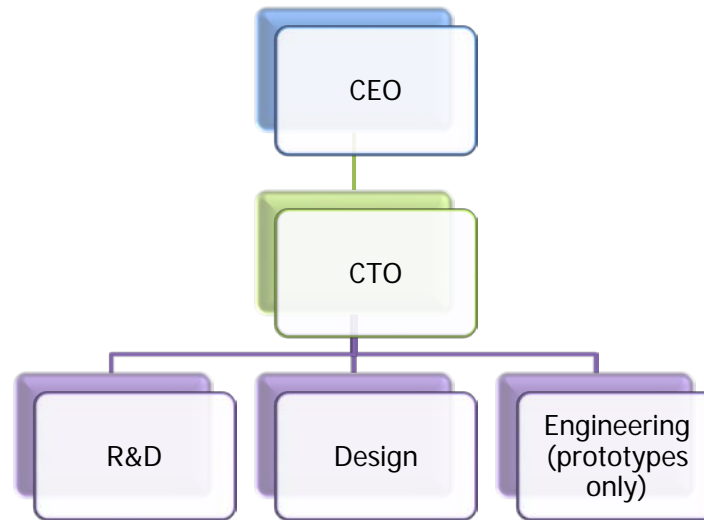 CEO
CTO
R&D
Design
Engineering
(prototypes
only)